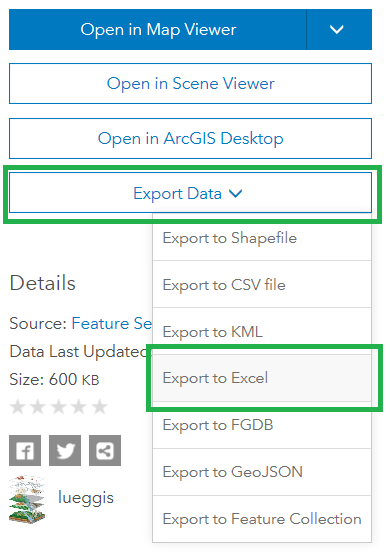 Open in Map Viewer
Open in Scene Viewer
Open in ArcGIS Desktop
Export Data
Export to Shapefile
Details
Export to CSV file
Source: Feature Se
Export to KML
Data Last Updated
Size: 600 KB
Export to Excel
Export to FGDB
Export to GeoJSON
lueggis
Export to Feature Collection